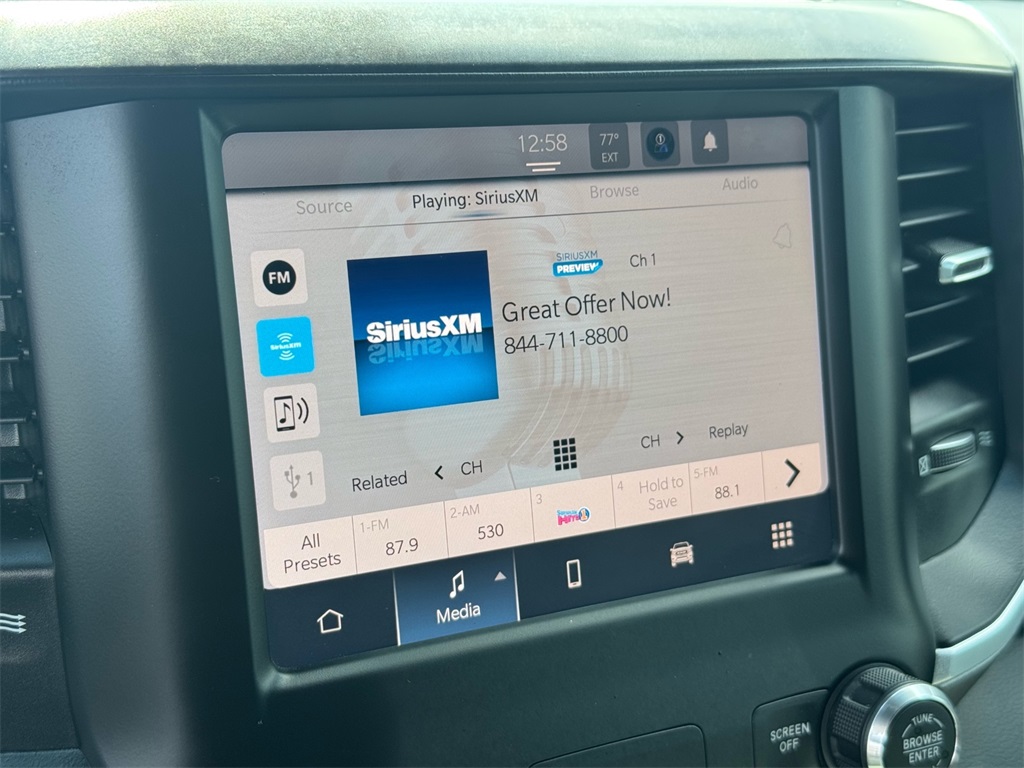 12:58
77°
EXT
Source
Playing: SiriusXM
Browse
Audio
FM
SIRIUSXM
PREVIEW
Ch 1
SiriusXM
Great Offer Now!
844-711-8800
SiriusXM
1
Related
CH
CH
Replay
All
Presets
1-FM
87.9
2-AM
530
3
4
Hold to
Save
5-FM
88.1
Media
SCREEN
OFF
TUNE
BROWSE
ENTER